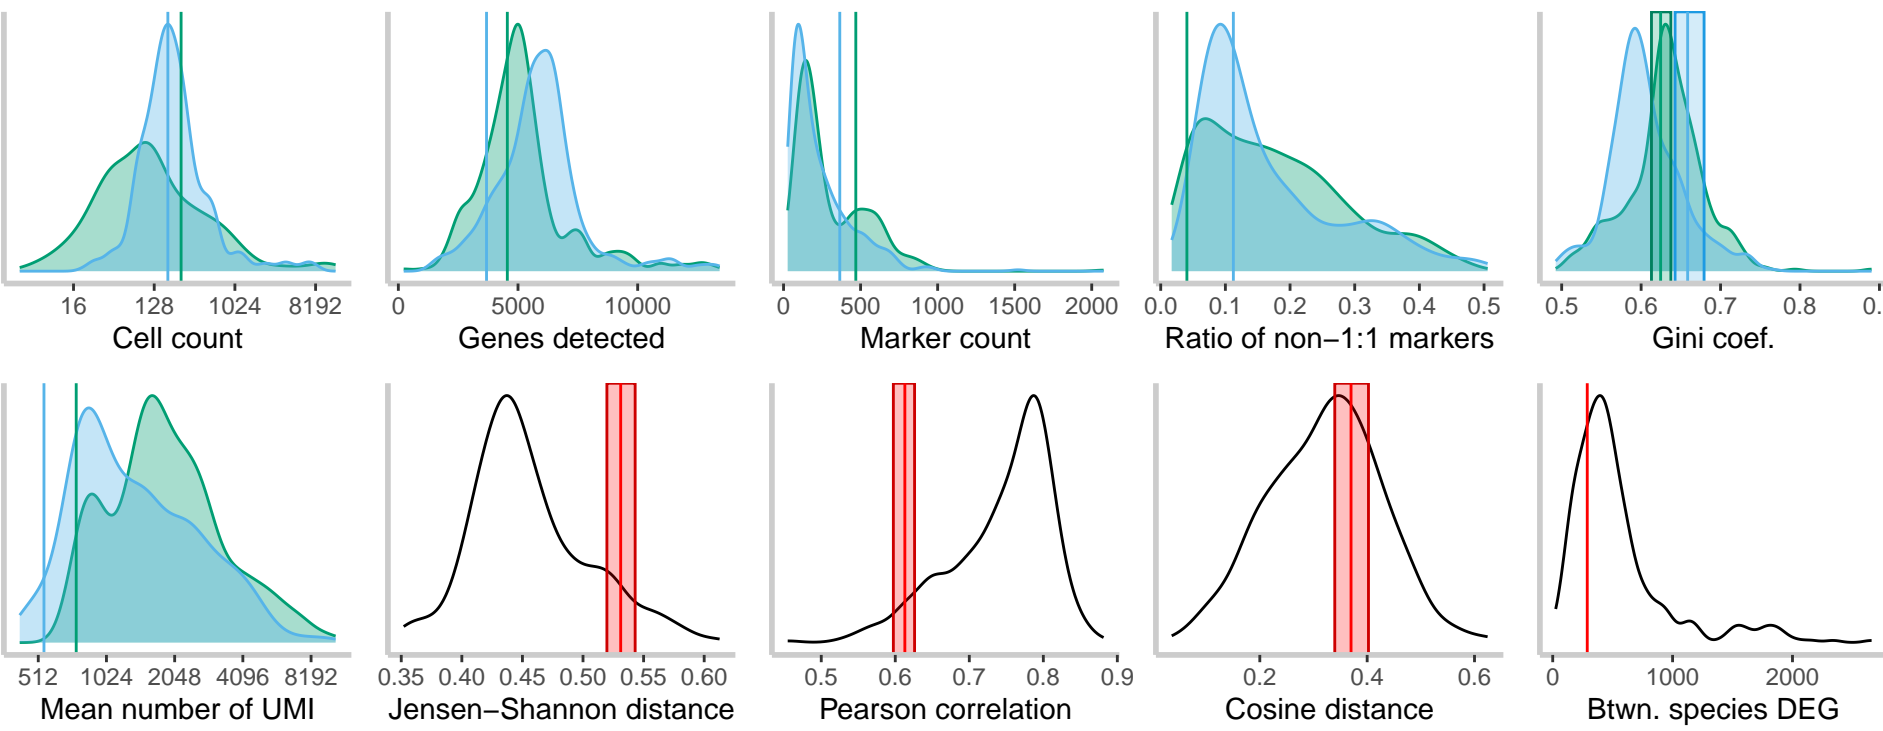 16 128 1024 8192
Cell count
0 5000 10000
Genes detected
0 500 1000 1500 2000
Marker count
0.0 0.1 0.2 0.3 0.4 0.5
Ratio of non−1:1 markers
0.5 0.6 0.7 0.8 0.
Gini coef.
512 1024 2048 4096 8192
Mean number of UMI
0.35 0.40 0.45 0.50 0.55 0.60
Jensen−Shannon distance
0.5 0.6 0.7 0.8 0.9
Pearson correlation
0.2 0.4 0.6
Cosine distance
0 1000 2000
Btwn. species DEG